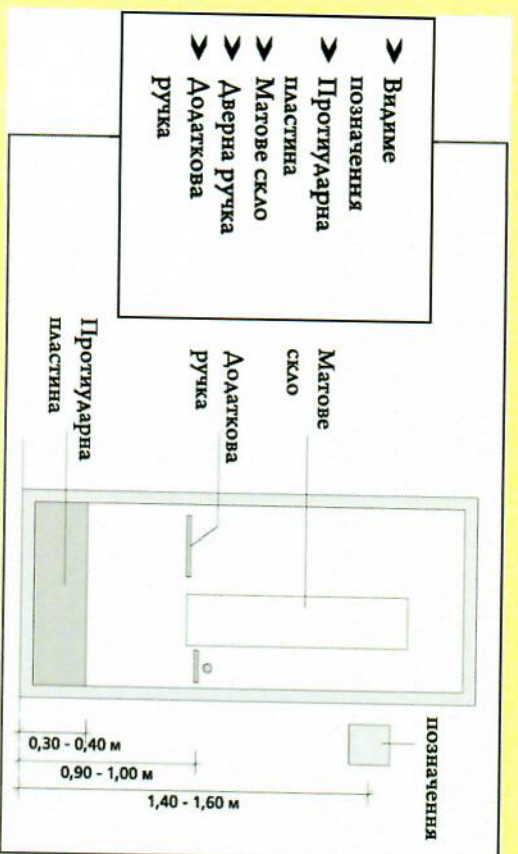 ➤ Видиме
позначення
➤ Протиударна
пластина
➤ Матове скло
➤ Дверна ручка
➤ Додаткова
ручка
Матове
скло
Додаткова
ручка
Протиударна
пластина
позначення
0,30 - 0,40 м
0,90 - 1,00 м
1,40 - 1,60 м